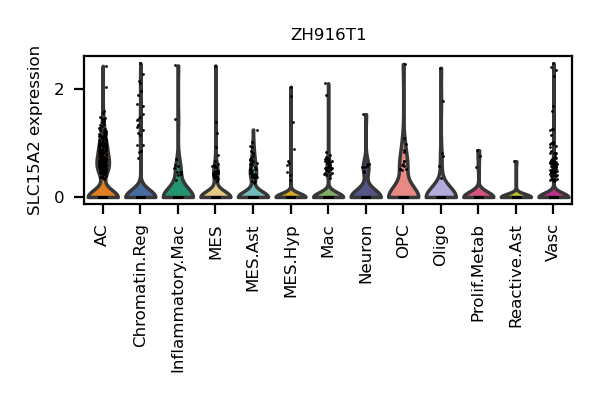 ZH916T1
SLC15A2 expression
2
0
AC
Chromatin.Reg
Inflammatory.Mac
MES
MES.Ast
MES.Hyp
Mac
Neuron
OPC
Oligo
Prolif.Metab
Reactive.Ast
Vasc